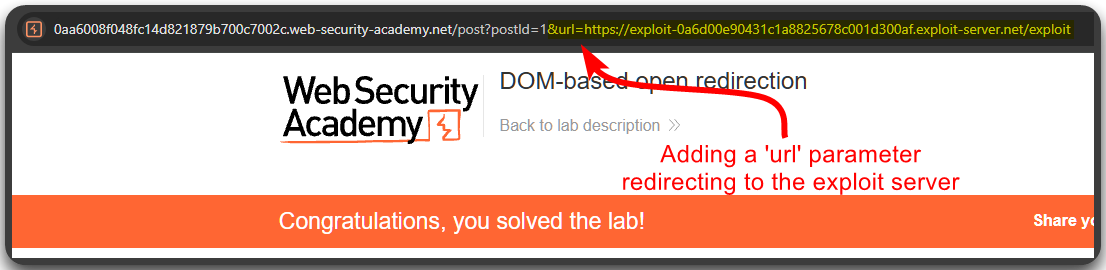 0aa6008f048fc14d821879b700c7002c.web-security-academy.net/post?postId=1&url=https://exploit-0a6d00e90431c1a8825678c001d300af.exploit-server.net/exploit
WebSecurity
Academy
DOM-based open redirection
Back to lab description
Adding a 'url' parameter
redirecting to the exploit server
Congratulations, you solved the lab!
Share yo